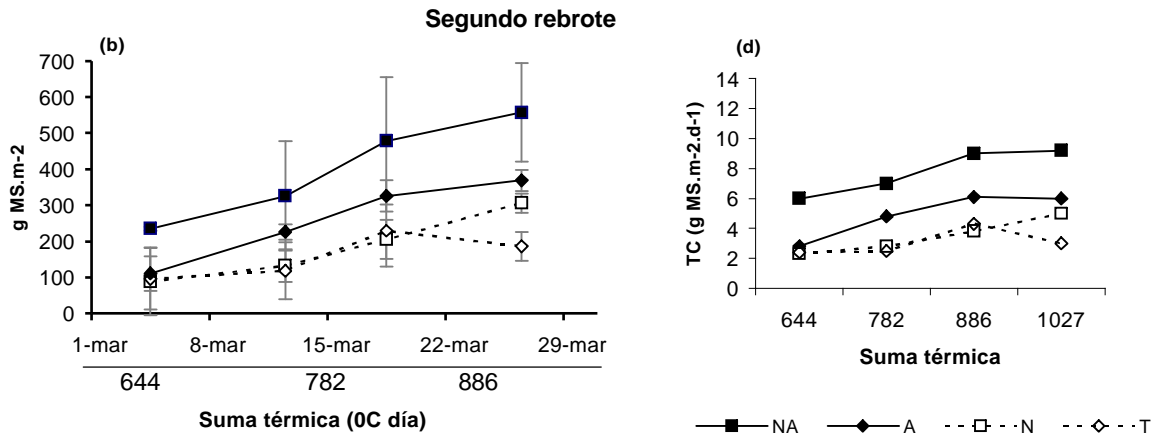 Segundo rebrote
(b)
700
600
500
400
300
200
100
0
g MS.m-2
1-mar 8-mar 15-mar 22-mar 29-mar
644 782 886
Suma térmica (0C día)
(d)
14
12
10
8
6
4
2
0
TC (g MS.m-2.d-1)
644 782 886 1027
Suma térmica
NA A N T